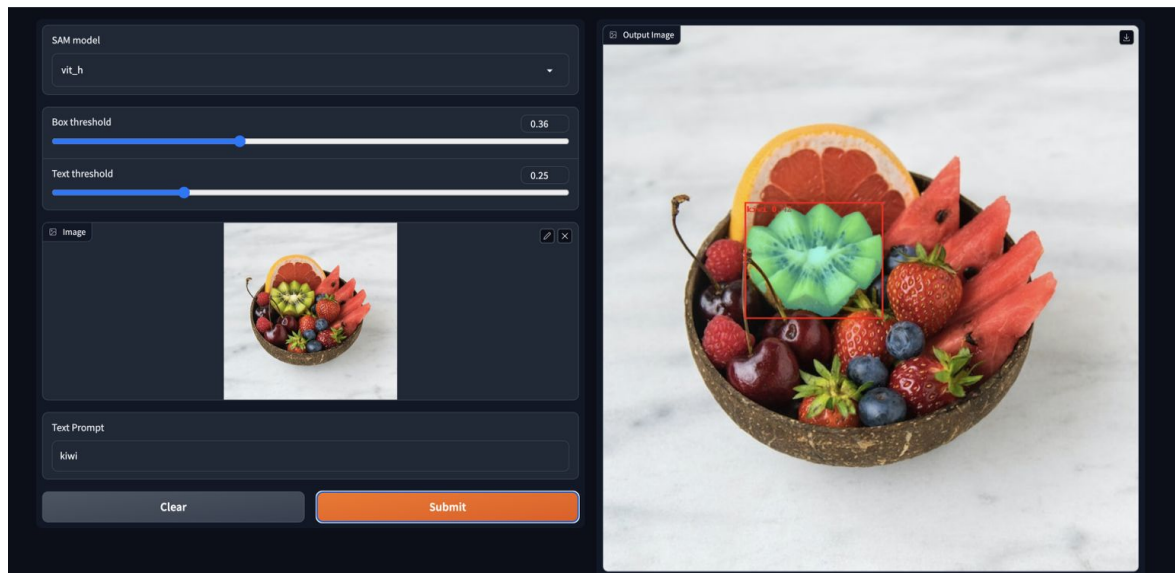 SAM model
vit_h
Box threshold
0.36
Text threshold
0.25
Image
Text Prompt
kiwi
Clear
Submit
Output Image